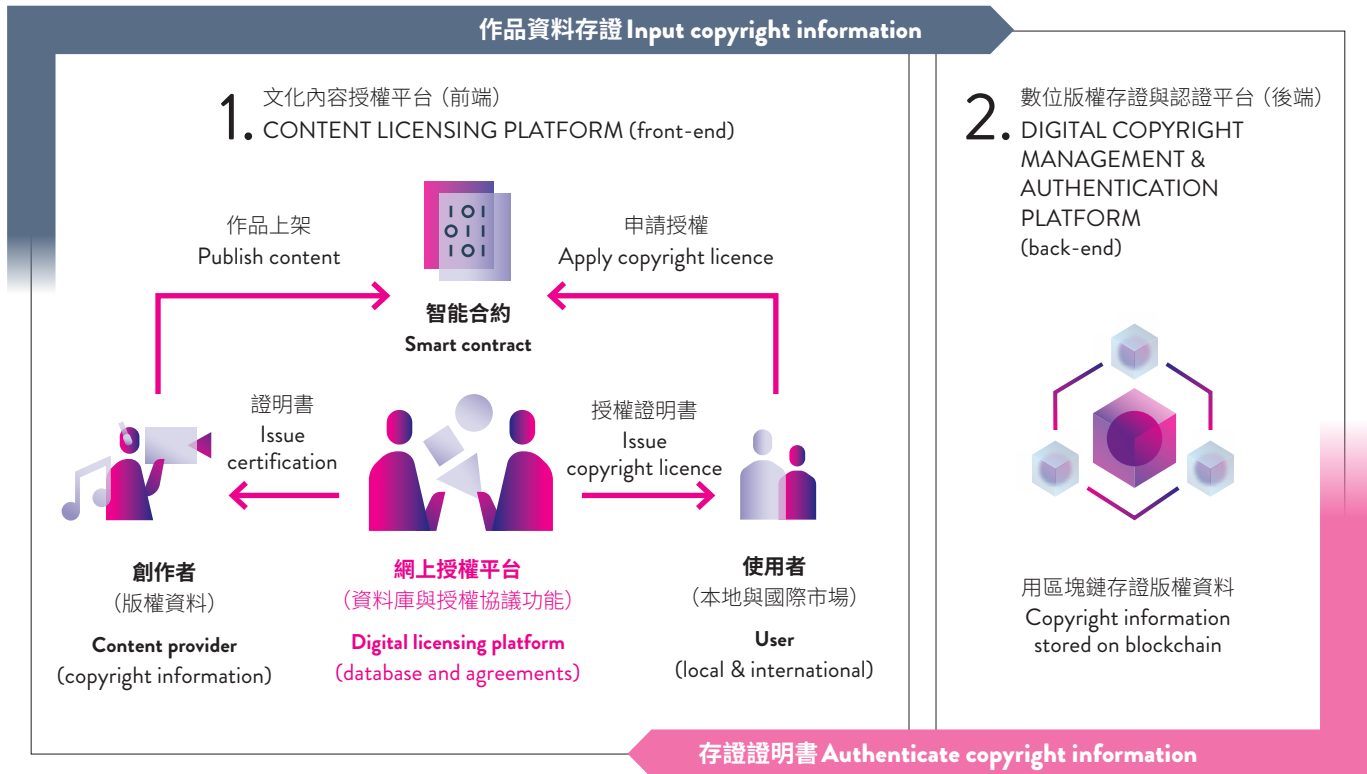 作品資料存證 Input copyright information
1. 文化內容授權平台（前端）
CONTENT LICENSING PLATFORM (front-end)
作品上架
Publish content
101
011
101
申請授權
Apply copyright licence
智能合約
Smart contract
證明書
Issue
certification
授權證明書
Issue
copyright licence
創作者
（版權資料）
Content provider
(copyright information)
網上授權平台
（資料庫與授權協議功能）
Digital licensing platform
(database and agreements)
使用者
（本地與國際市場）
User
(local & international)
2. 數位版權存證與認證平台（後端）
DIGITAL COPYRIGHT
MANAGEMENT &
AUTHENTICATION
PLATFORM
(back-end)
用區塊鏈存證版權資料
Copyright information
stored on blockchain
存證證明書 Authenticate copyright information